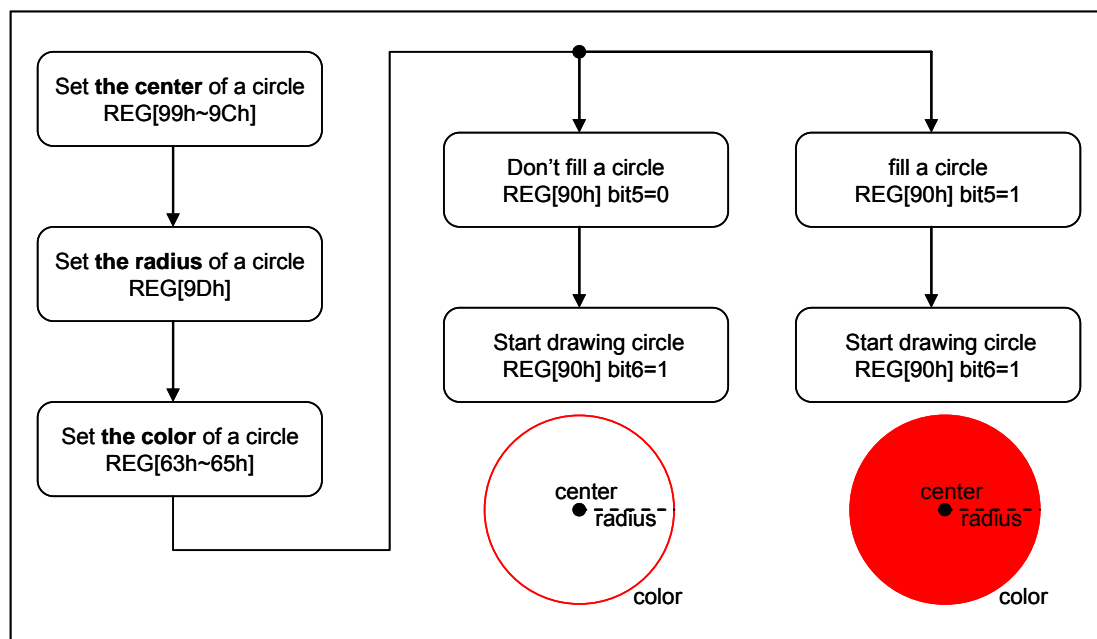 Set the center of a circle
REG[99h~9Ch]
Set the radius of a circle
REG[9Dh]
Set the color of a circle
REG[63h~65h]
Don't fill a circle
REG[90h] bit5=0
Start drawing circle
REG[90h] bit6=1
center
radius
color
fill a circle
REG[90h] bit5=1
Start drawing circle
REG[90h] bit6=1
center
radius
color